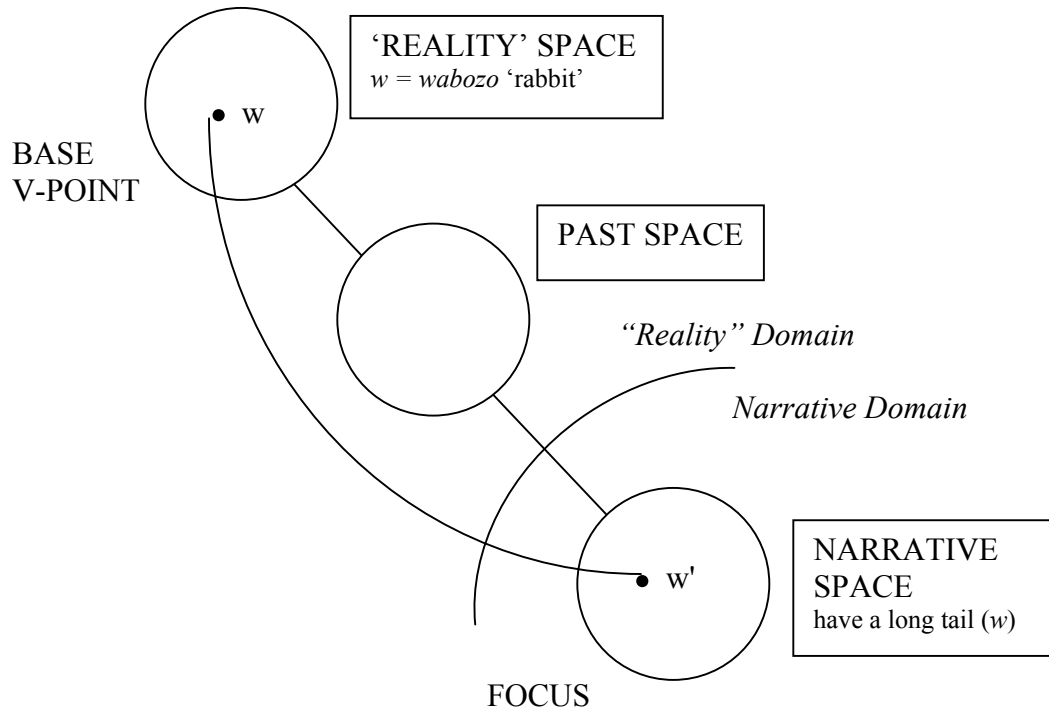 ‘REALITY’ SPACE
w = wabozo ‘rabbit’
w
BASE
V-POINT
PAST SPACE
“Reality” Domain
Narrative Domain
w'
NARRATIVE
SPACE
have a long tail (w)
FOCUS